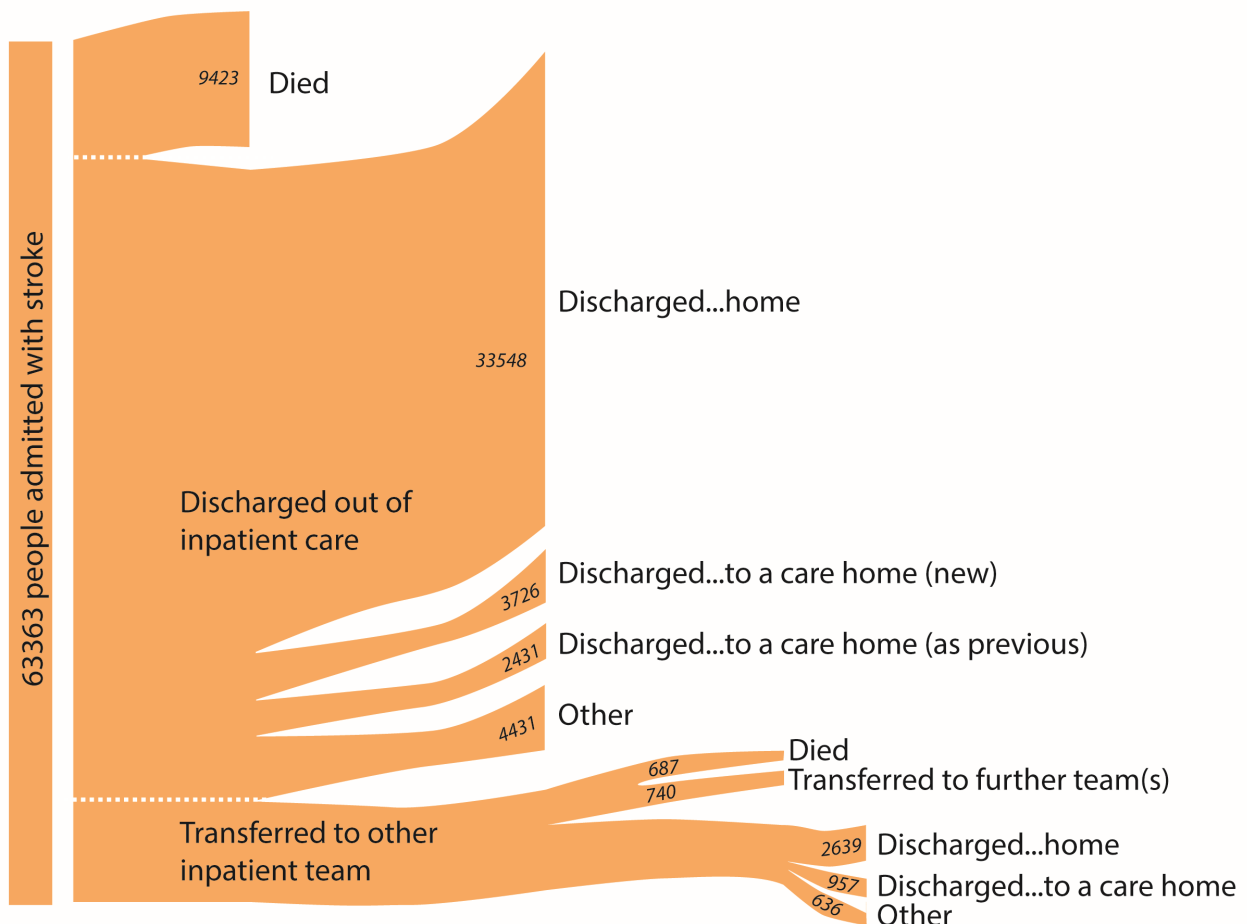 63363 people admitted with stroke
9423
Died
Discharged...home
33548
Discharged out of
inpatient care
Discharged...to a care home (new)
3726
Discharged...to a care home (as previous)
2431
Other
4431
Died
687
Transferred to further team(s)
740
Transferred to other
inpatient team
2639
Discharged...home
957
Discharged...to a care home
636
Other